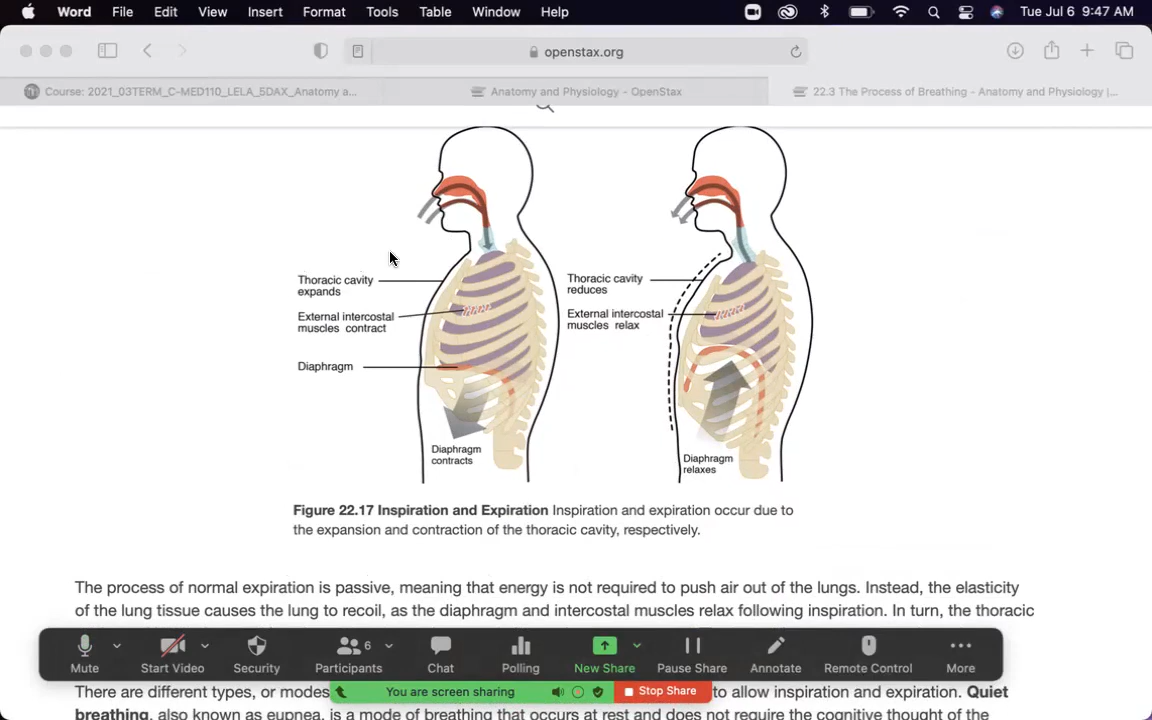 Word File Edit View Insert Format Tools Table Window Help Tue Jul 6 9:47 AM
openstax.org
Course: 2021_03TERM_C-MED110_LELA_5DAX_Anatomy a... Anatomy and Physiology - OpenStax 22.3 The Process of Breathing - Anatomy and Physiology |...
Thoracic cavity
expands
External intercostal
muscles contract
Diaphragm
Diaphragm
contracts
Thoracic cavity
reduces
External intercostal
muscles relax
Diaphragm
relaxes
Figure 22.17 Inspiration and Expiration Inspiration and expiration occur due to
the expansion and contraction of the thoracic cavity, respectively.
The process of normal expiration is passive, meaning that energy is not required to push air out of the lungs. Instead, the elasticity
of the lung tissue causes the lung to recoil, as the diaphragm and intercostal muscles relax following inspiration. In turn, the thoracic
Mute Start Video Security Participants 6 Chat Polling New Share Pause Share Annotate Remote Control More
You are screen sharing Stop Share
There are different types, or modes to allow inspiration and expiration. Quiet
breathing, also known as eupnea, is a mode of breathing that occurs at rest and does not require the cognitive thought of the